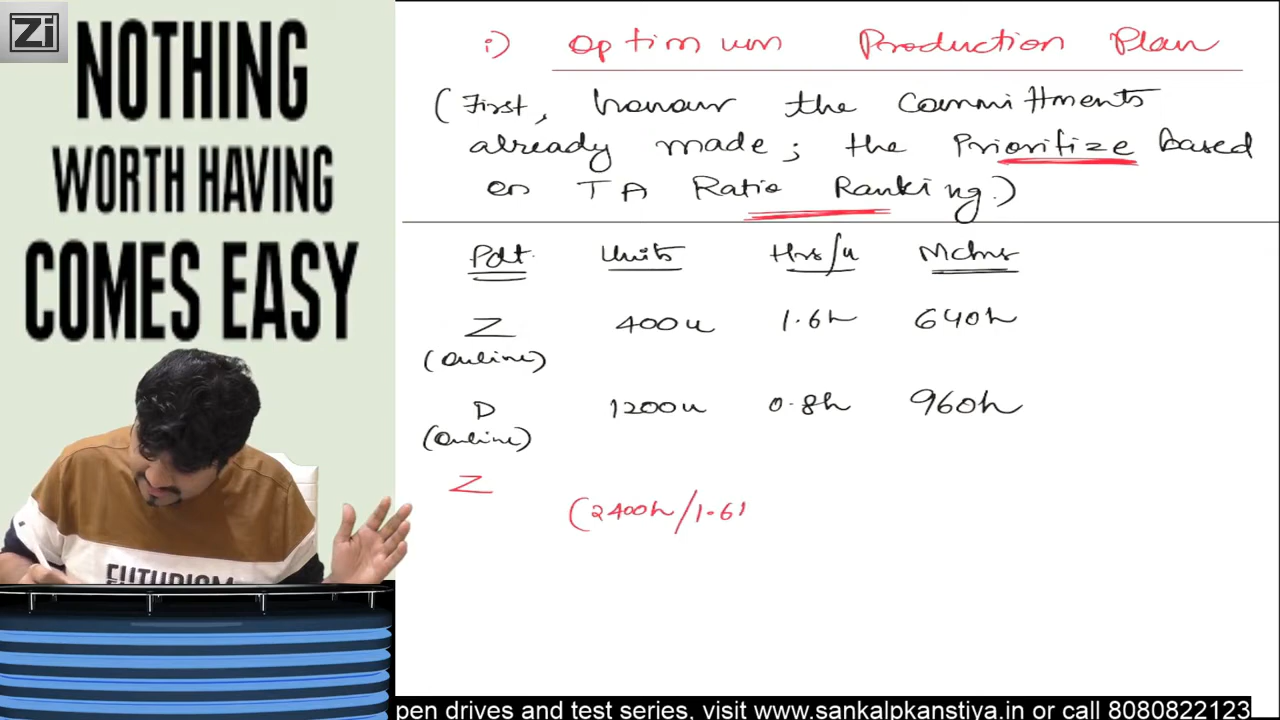 Zi
NOTHING
WORTH HAVING
COMES EASY
FUTURISM
i) Optimum Production Plan
(First, honour the Commitments
already made; the Prioritize based
on TA Ratio Ranking.)
Pdt. Units Hrs/u Mchrs
Z 400u 1.6h 640h
(Online)
D 1200u 0.8h 960h
(Online)
Z
(2400h/1.6
pen drives and test series, visit www.sankalpkanstiya.in or call 8080822123